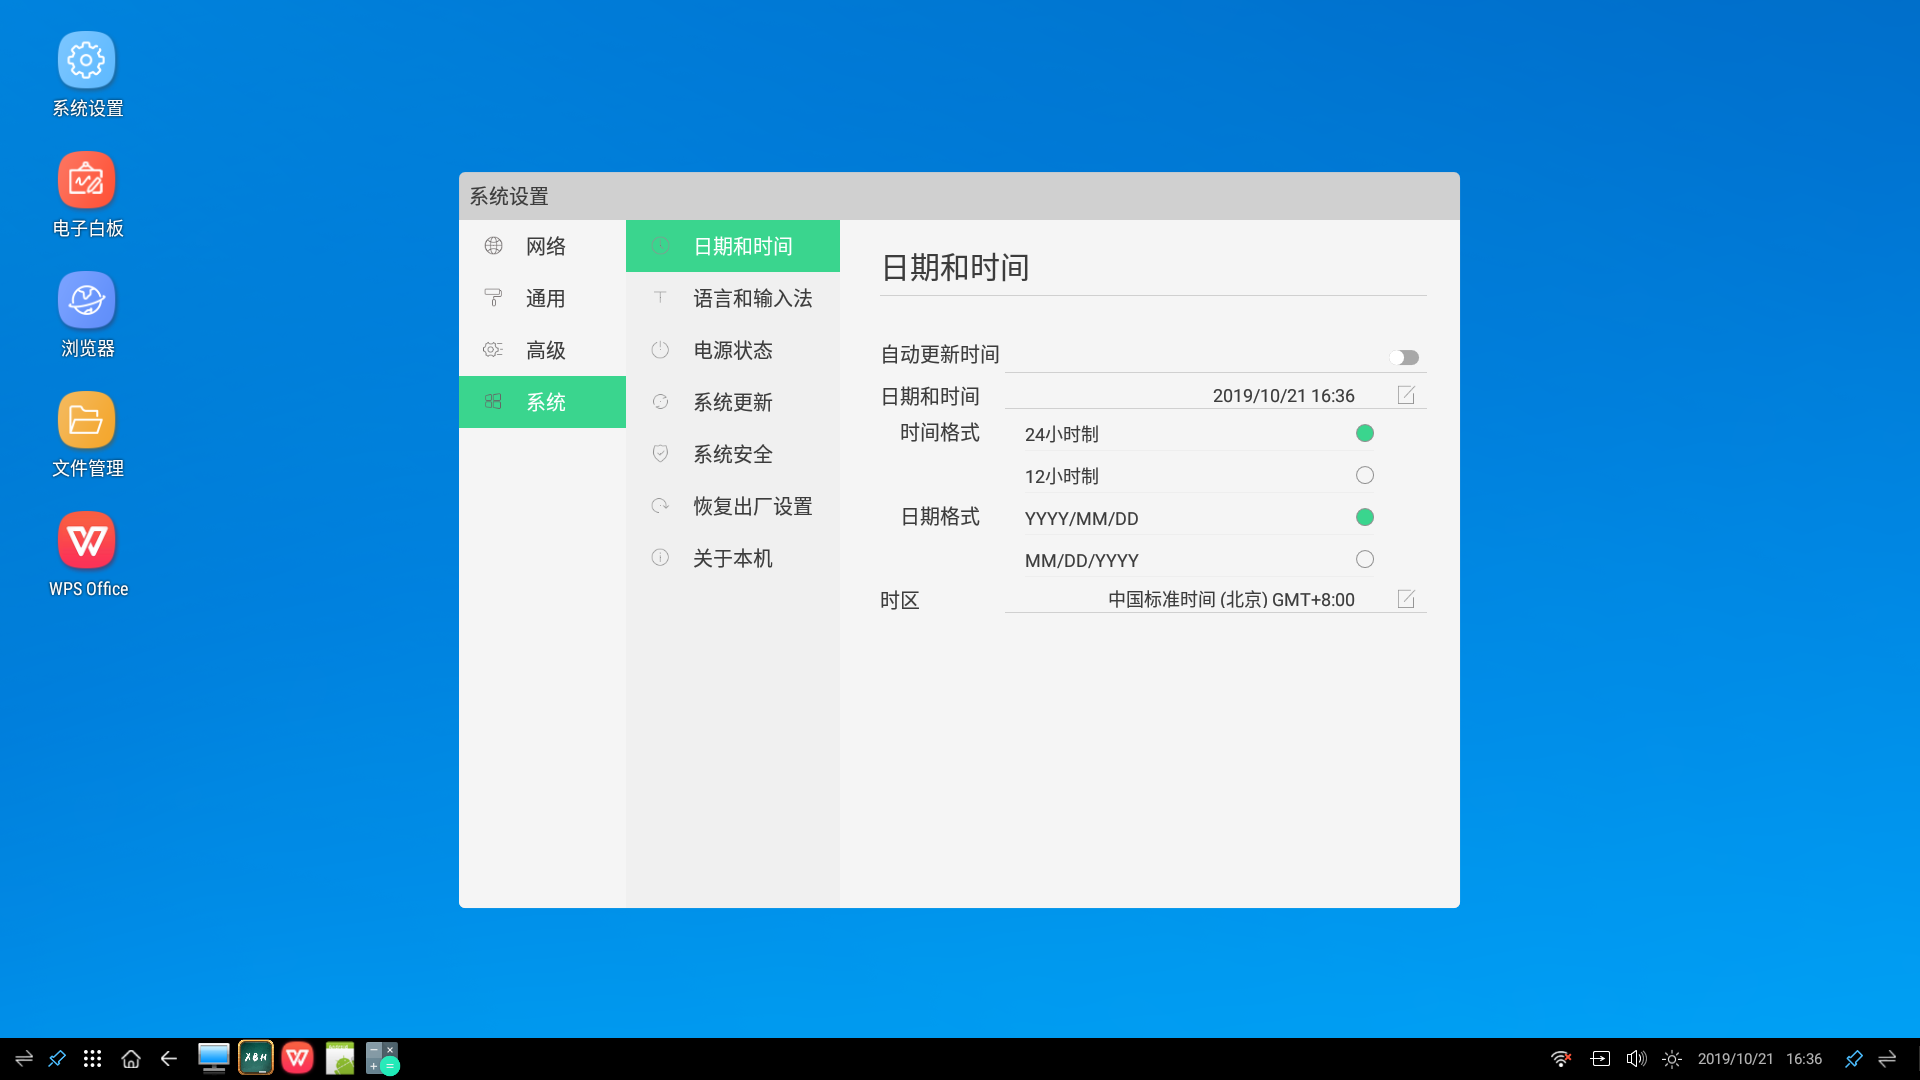 系统设置
电子白板
浏览器
文件管理
WPS Office
系统设置
网络
通用
高级
系统
日期和时间
语言和输入法
电源状态
系统更新
系统安全
恢复出厂设置
关于本机
日期和时间
自动更新时间
日期和时间 2019/10/21 16:36
时间格式 24小时制
12小时制
日期格式 YYYY/MM/DD
MM/DD/YYYY
时区 中国标准时间 (北京) GMT+8:00
XBH
2019/10/21 16:36